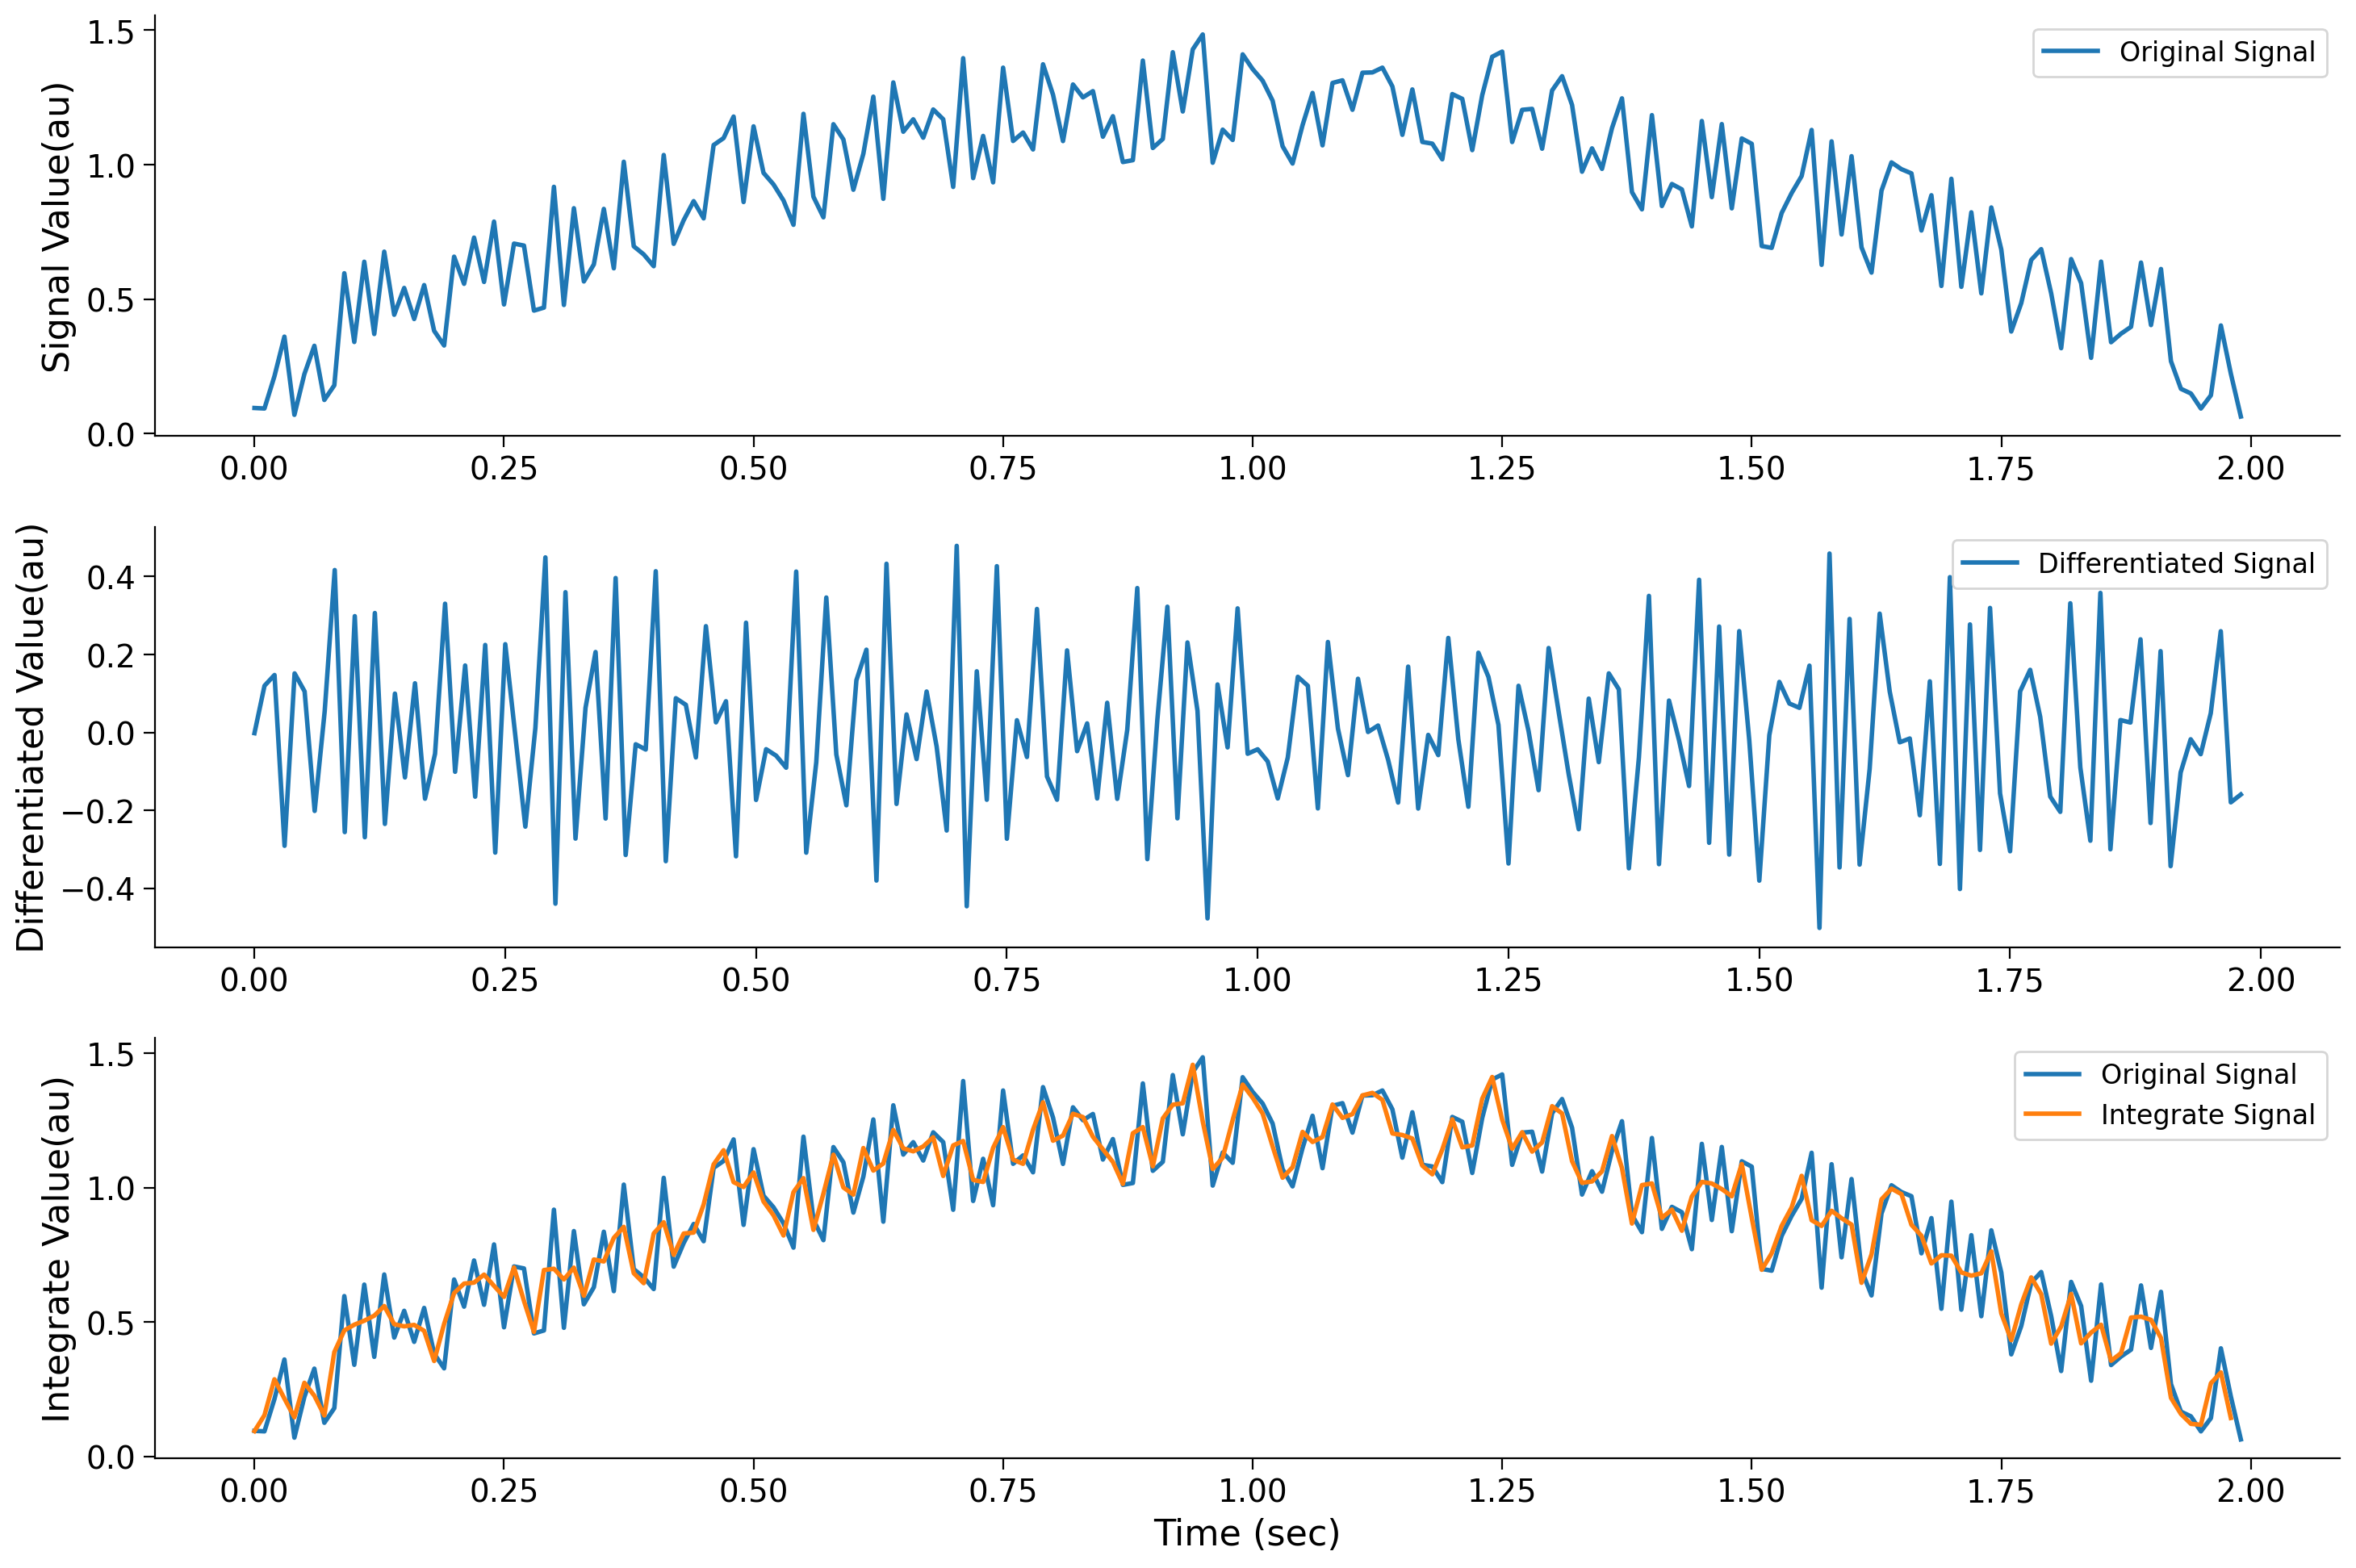 Signal Value(au)
1.5
1.0
0.5
0.0
Original Signal
0.00 0.25 0.50 0.75 1.00 1.25 1.50 1.75 2.00
Differentiated Value(au)
0.4
0.2
0.0
−0.2
−0.4
Differentiated Signal
0.00 0.25 0.50 0.75 1.00 1.25 1.50 1.75 2.00
Integrate Value(au)
1.5
1.0
0.5
0.0
Original Signal
Integrate Signal
0.00 0.25 0.50 0.75 1.00 1.25 1.50 1.75 2.00
Time (sec)